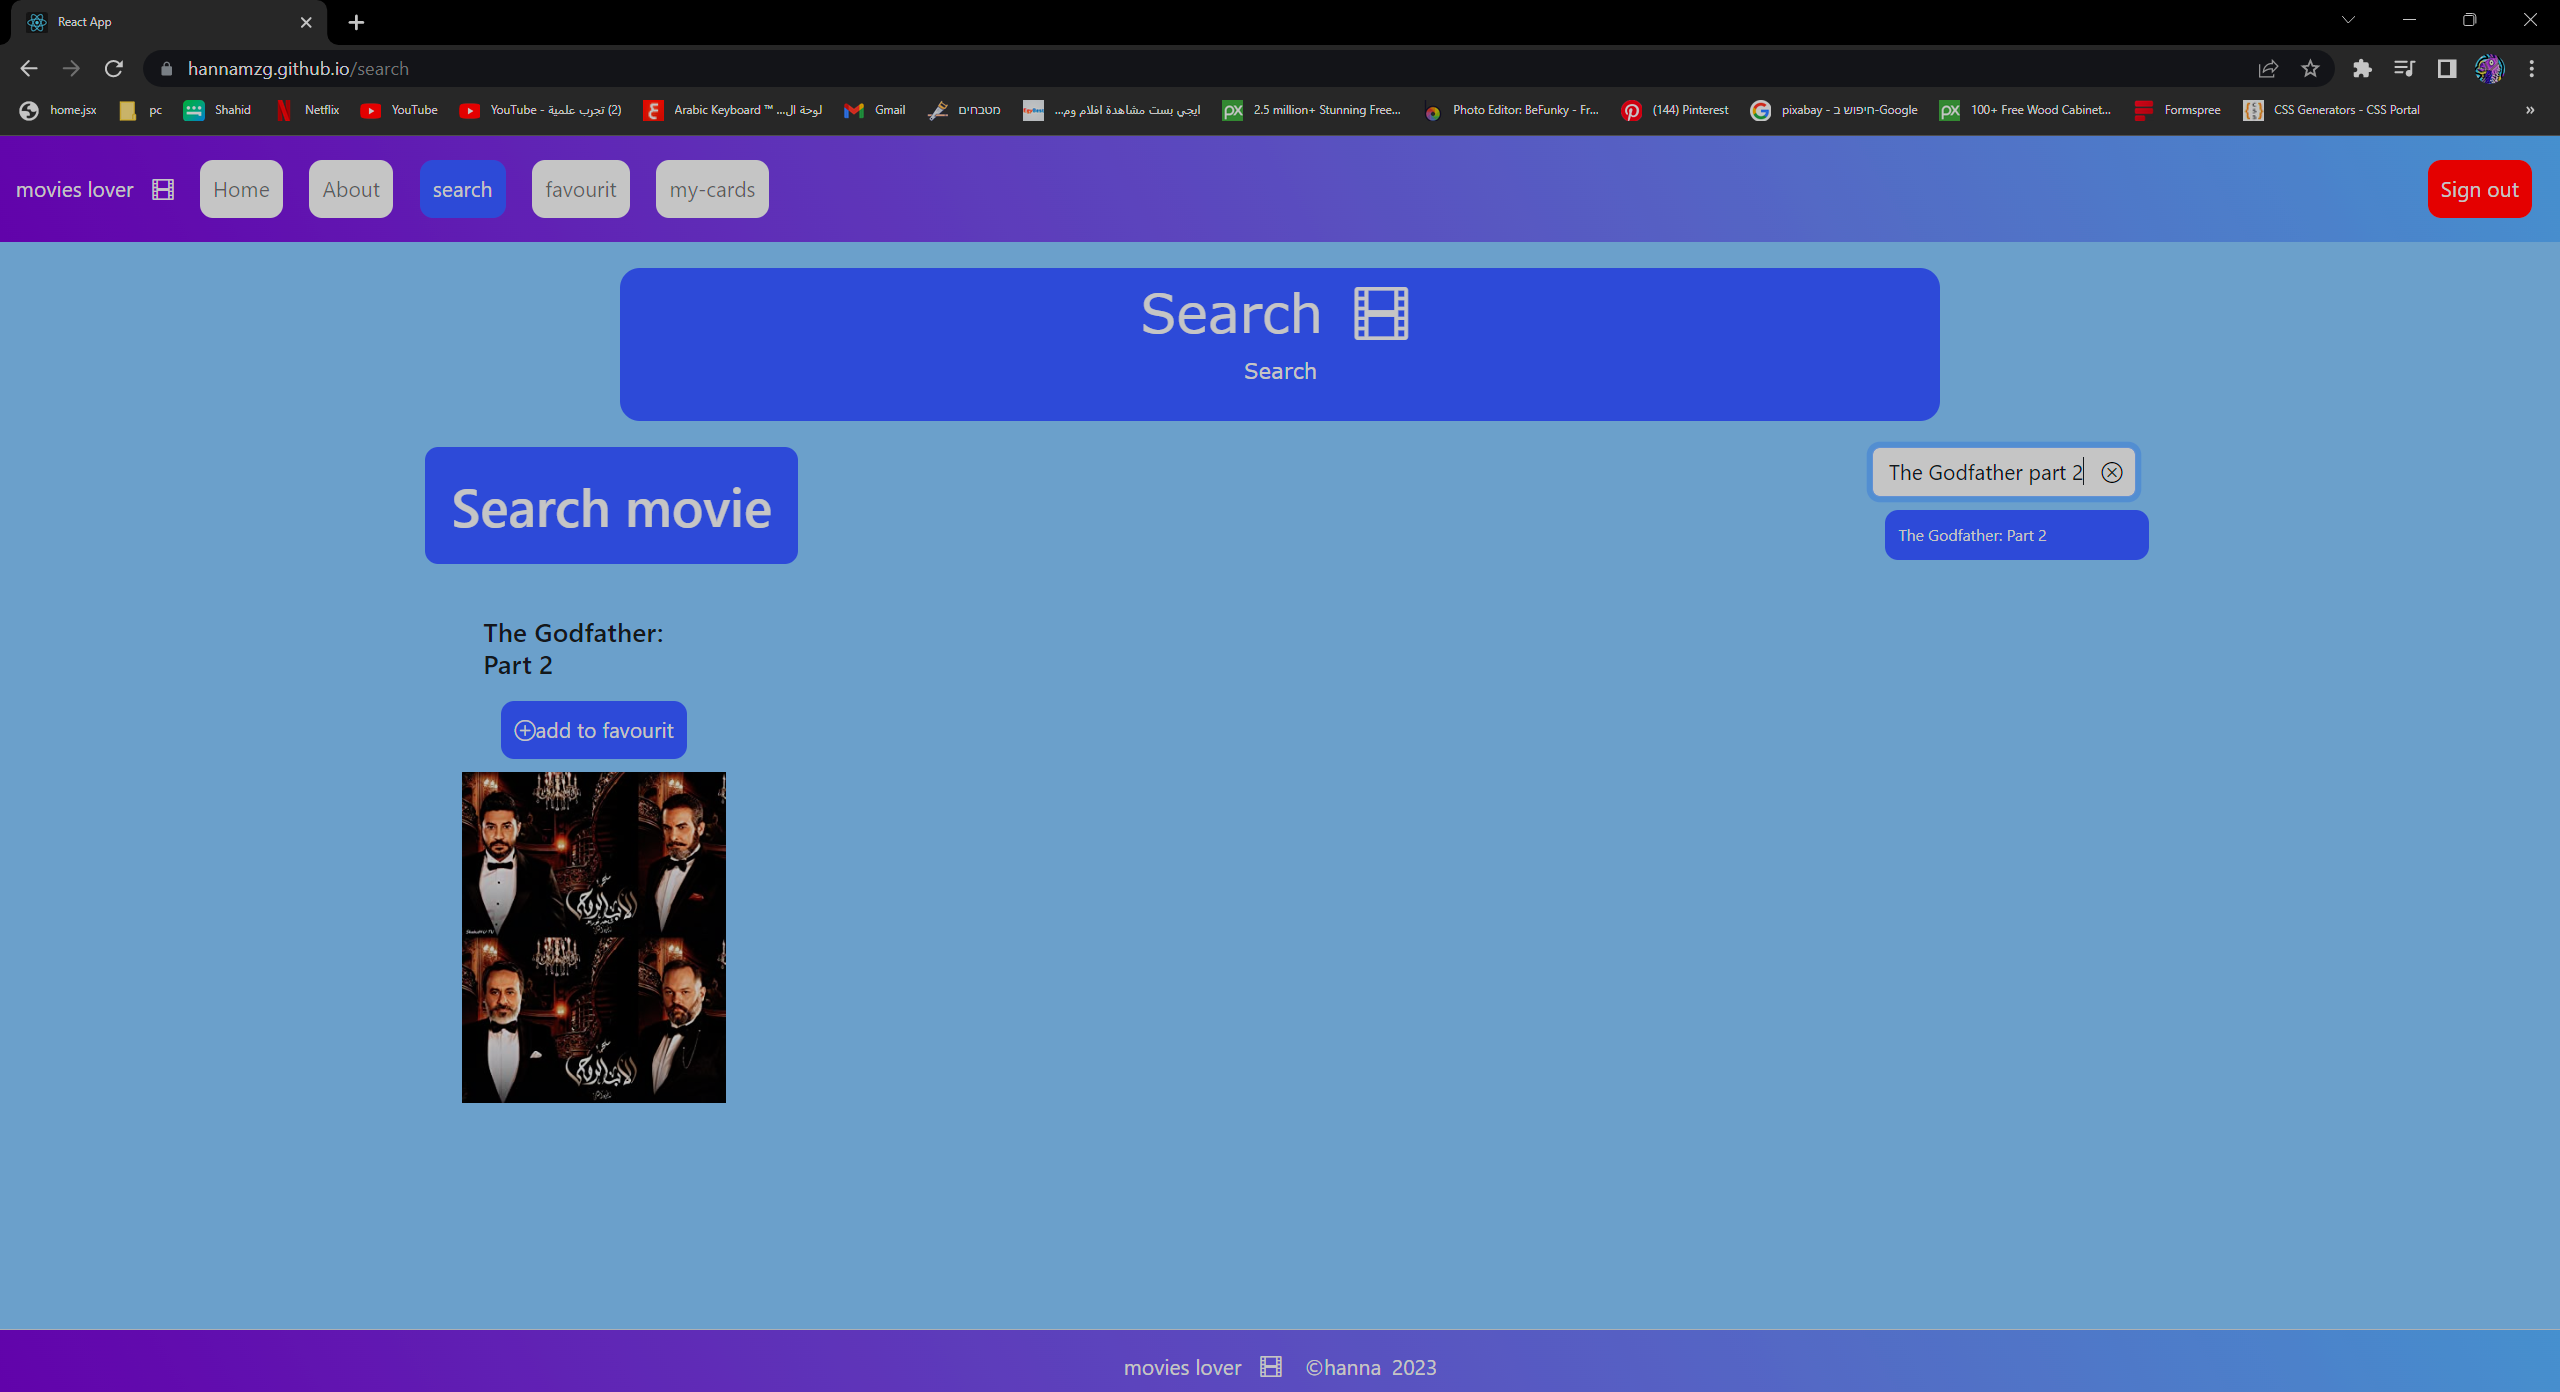 React App
hannamzg.github.io/search
home.jsx pc Shahid Netflix YouTube YouTube - تجرب علمية (2) Arabic Keyboard ™ لوحة ال... Gmail מטבחים ايجي بست مشاهدة افلام وم... 2.5 million+ Stunning Free... Photo Editor: BeFunky - Fr... (144) Pinterest pixabay - חיפוש ב-Google 100+ Free Wood Cabinet... Formspree CSS Generators - CSS Portal »
movies lover Home About search favourit my-cards Sign out
Search
Search
Search movie
The Godfather part 2
The Godfather: Part 2
The Godfather:
Part 2
add to favourit
الاب الروحي
الاب الروحي
movies lover ©hanna 2023